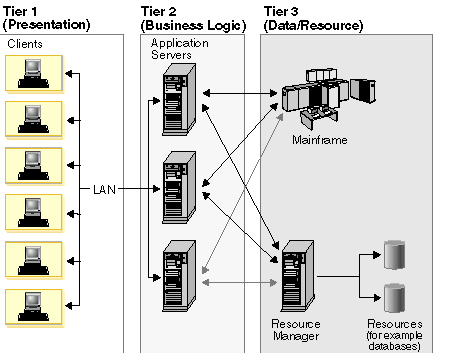 Tier 1
(Presentation)
Tier 2
(Business Logic)
Tier 3
(Data/Resource)
Clients
Application
Servers
Mainframe
LAN
Resource
Manager
Resources
(for example
databases)